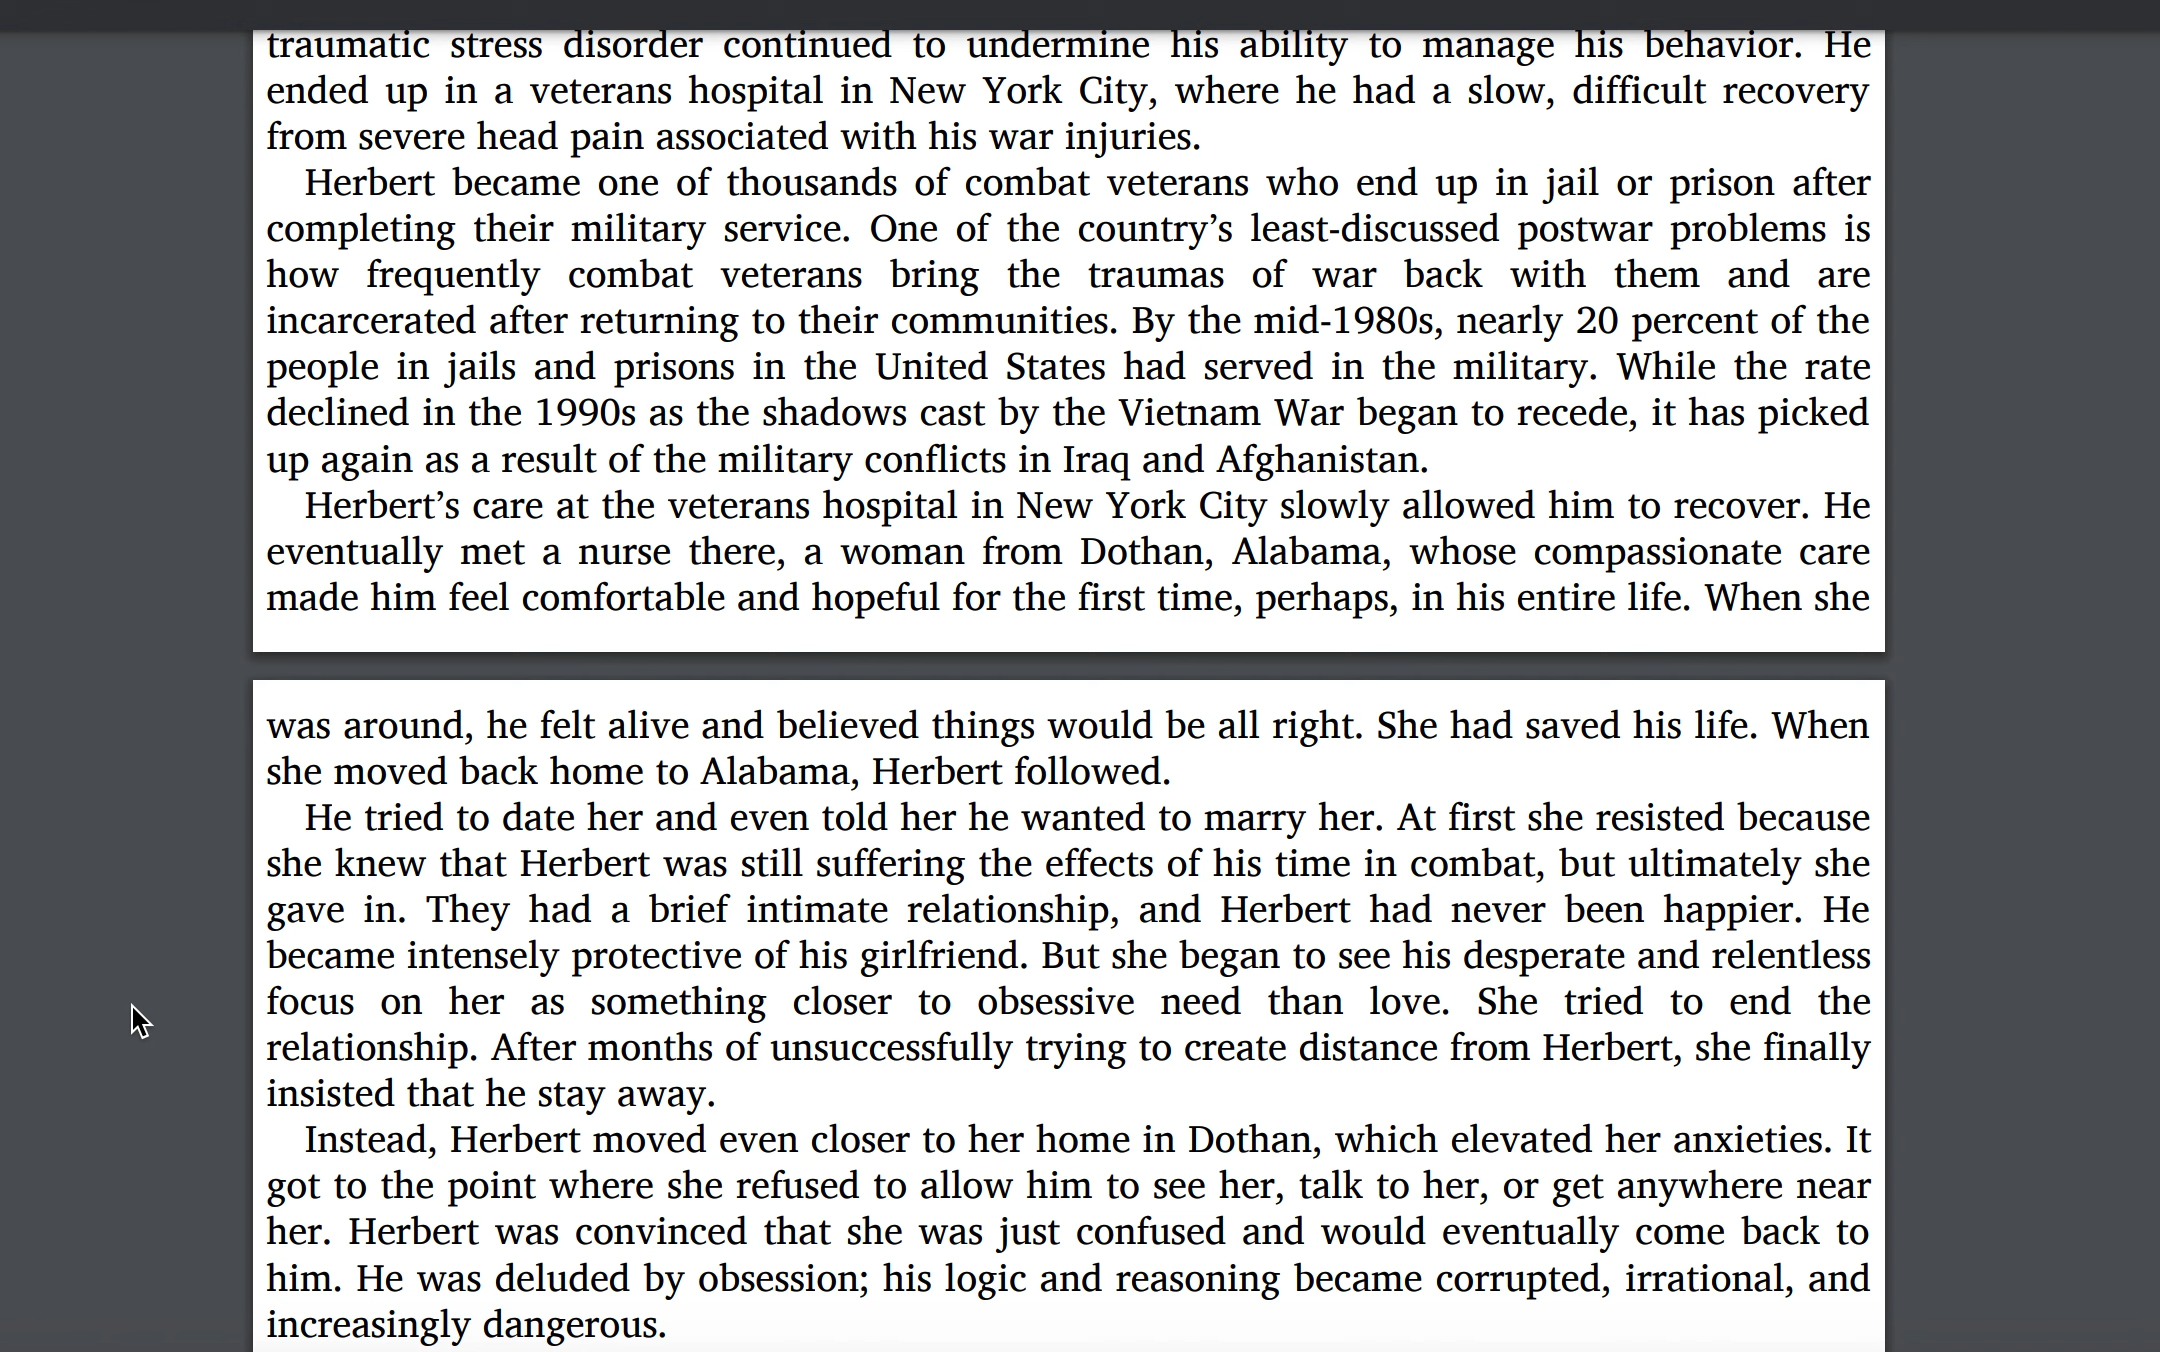 traumatic stress disorder continued to undermine his ability to manage his behavior. He
ended up in a veterans hospital in New York City, where he had a slow, difficult recovery
from severe head pain associated with his war injuries.
Herbert became one of thousands of combat veterans who end up in jail or prison after
completing their military service. One of the country’s least-discussed postwar problems is
how frequently combat veterans bring the traumas of war back with them and are
incarcerated after returning to their communities. By the mid-1980s, nearly 20 percent of the
people in jails and prisons in the United States had served in the military. While the rate
declined in the 1990s as the shadows cast by the Vietnam War began to recede, it has picked
up again as a result of the military conflicts in Iraq and Afghanistan.
Herbert’s care at the veterans hospital in New York City slowly allowed him to recover. He
eventually met a nurse there, a woman from Dothan, Alabama, whose compassionate care
made him feel comfortable and hopeful for the first time, perhaps, in his entire life. When she
was around, he felt alive and believed things would be all right. She had saved his life. When
she moved back home to Alabama, Herbert followed.
He tried to date her and even told her he wanted to marry her. At first she resisted because
she knew that Herbert was still suffering the effects of his time in combat, but ultimately she
gave in. They had a brief intimate relationship, and Herbert had never been happier. He
became intensely protective of his girlfriend. But she began to see his desperate and relentless
focus on her as something closer to obsessive need than love. She tried to end the
relationship. After months of unsuccessfully trying to create distance from Herbert, she finally
insisted that he stay away.
Instead, Herbert moved even closer to her home in Dothan, which elevated her anxieties. It
got to the point where she refused to allow him to see her, talk to her, or get anywhere near
her. Herbert was convinced that she was just confused and would eventually come back to
him. He was deluded by obsession; his logic and reasoning became corrupted, irrational, and
increasingly dangerous.